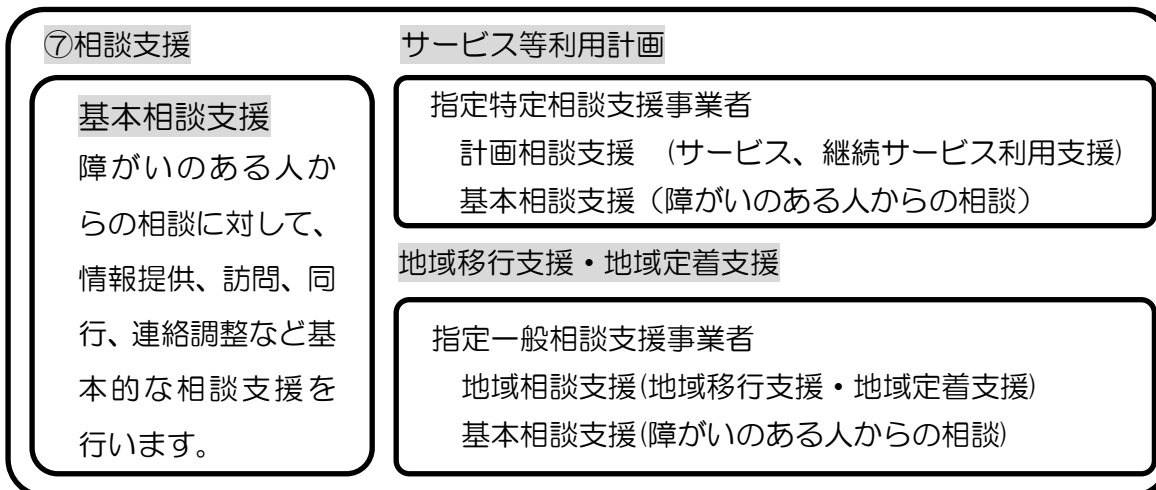 ⑦相談支援
基本相談支援
障がいのある人か
らの相談に対して、
情報提供、訪問、同
行、連絡調整など基
本的な相談支援を
行います。
サービス等利用計画
指定特定相談支援事業者
計画相談支援　(サービス、継続サービス利用支援)
基本相談支援（障がいのある人からの相談）
地域移行支援・地域定着支援
指定一般相談支援事業者
地域相談支援(地域移行支援・地域定着支援)
基本相談支援(障がいのある人からの相談)